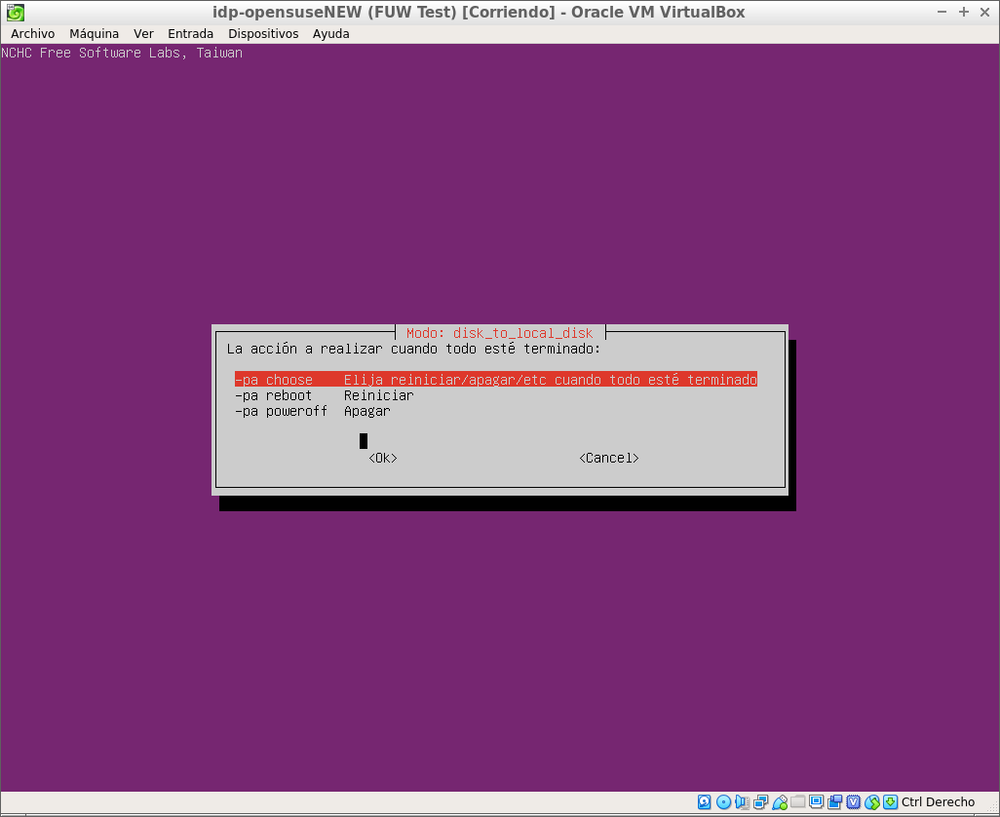 idp-opensuseNEW (FUW Test) [Corriendo] - Oracle VM VirtualBox
Archivo Máquina Ver Entrada Dispositivos Ayuda
NCHC Free Software Labs, Taiwan
Modo: disk_to_local_disk
La acción a realizar cuando todo esté terminado:
-pa choose Elija reiniciar/apagar/etc cuando todo esté terminado
-pa reboot Reiniciar
-pa poweroff Apagar
<Ok> <Cancel>
Ctrl Derecho